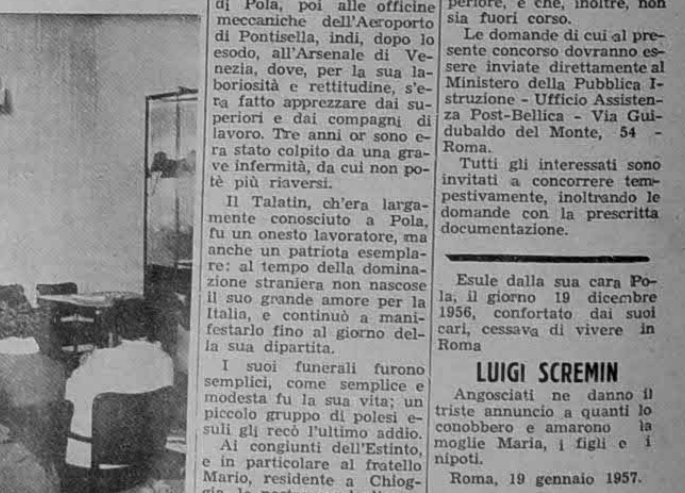 di Pola, poi alle officine
meccaniche dell'Aeroporto
di Pontisella, indi, dopo lo
esodo, all'Arsenale di Ve-
nezia, dove, per la sua la-
boriosità e rettitudine, s'e-
ra fatto apprezzare dai su-
periori e dai compagni di
lavoro. Tre anni or sono e-
ra stato colpito da una gra-
ve infermità, da cui non po-
tè più riaversi.
Il Talatin, ch'era larga-
mente conosciuto a Pola,
fu un onesto lavoratore, ma
anche un patriota esempla-
re: al tempo della domina-
zione straniera non nascose
il suo grande amore per la
Italia, e continuò a mani-
festarlo fino al giorno del-
la sua dipartita.
I suoi funerali furono
semplici, come semplice e
modesta fu la sua vita; un
piccolo gruppo di polesi e-
suli gli recò l'ultimo addio.
Ai congiunti dell'Estinto,
e in particolare al fratello
Mario, residente a Chiog-
periore, e che, inoltre, non
sia fuori corso.
Le domande di cui al pre-
sente concorso dovranno es-
sere inviate direttamente al
Ministero della Pubblica I-
struzione - Ufficio Assisten-
za Post-Bellica - Via Gui-
dubaldo del Monte, 54 -
Roma.
Tutti gli interessati sono
invitati a concorrere tem-
pestivamente, inoltrando le
domande con la prescritta
documentazione.
Esule dalla sua cara Po-
la, il giorno 19 dicembre
1956, confortato dai suoi
cari, cessava di vivere in
Roma
LUIGI SCREMIN
Angosciati ne danno il
triste annuncio a quanti lo
conobbero e amarono la
moglie Maria, i figli e i
nipoti.
Roma, 19 gennaio 1957.